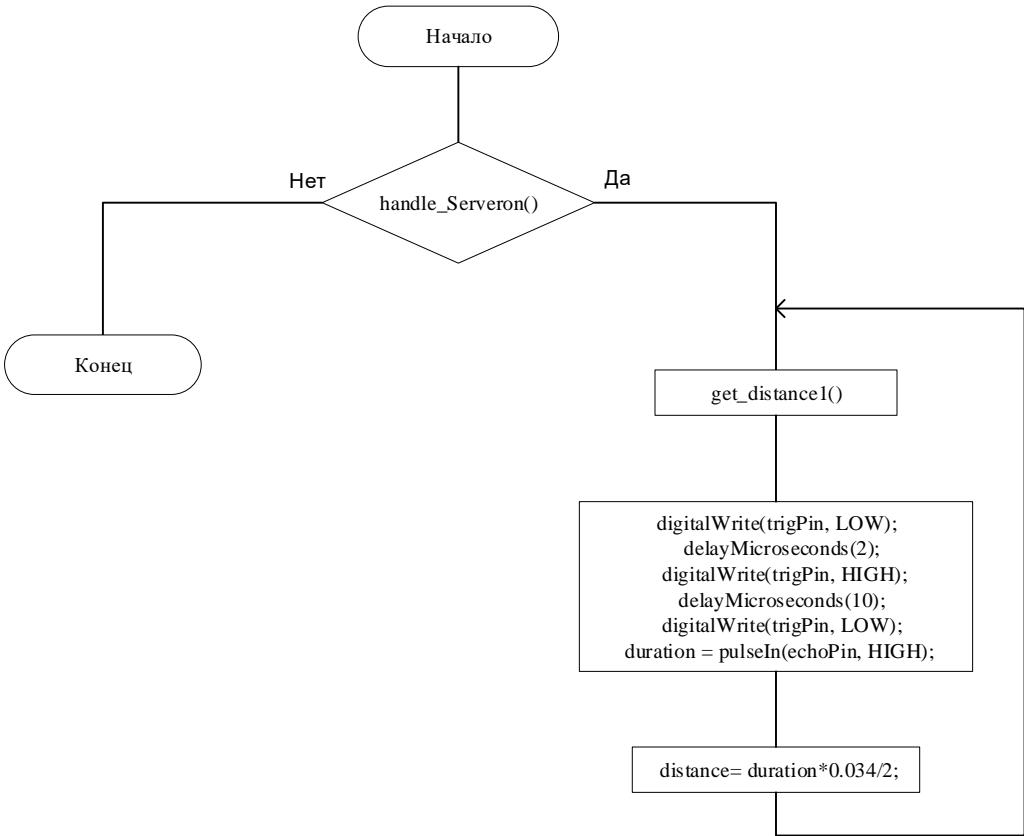 Начало
Нет
Да
handle_Serveron()
Конец
get_distance1()
digitalWrite(trigPin, LOW);
delayMicroseconds(2);
digitalWrite(trigPin, HIGH);
delayMicroseconds(10);
digitalWrite(trigPin, LOW);
duration = pulseIn(echoPin, HIGH);
distance= duration*0.034/2;